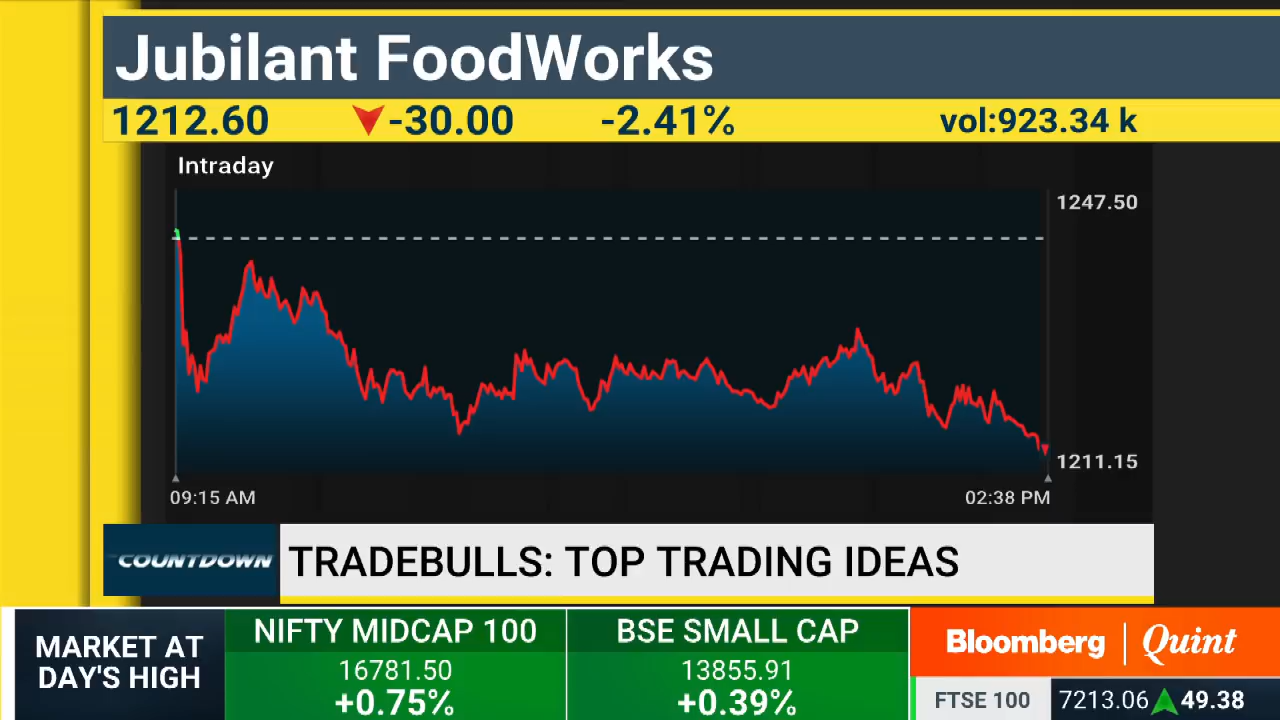 Jubilant FoodWorks
1212.60 -30.00 -2.41% vol:923.34 k
Intraday
1247.50
1211.15
09:15 AM 02:38 PM
COUNTDOWN TRADEBULLS: TOP TRADING IDEAS
MARKET AT
DAY'S HIGH
NIFTY MIDCAP 100
16781.50
+0.75%
BSE SMALL CAP
13855.91
+0.39%
Bloomberg | Quint
FTSE 100 7213.06 49.38